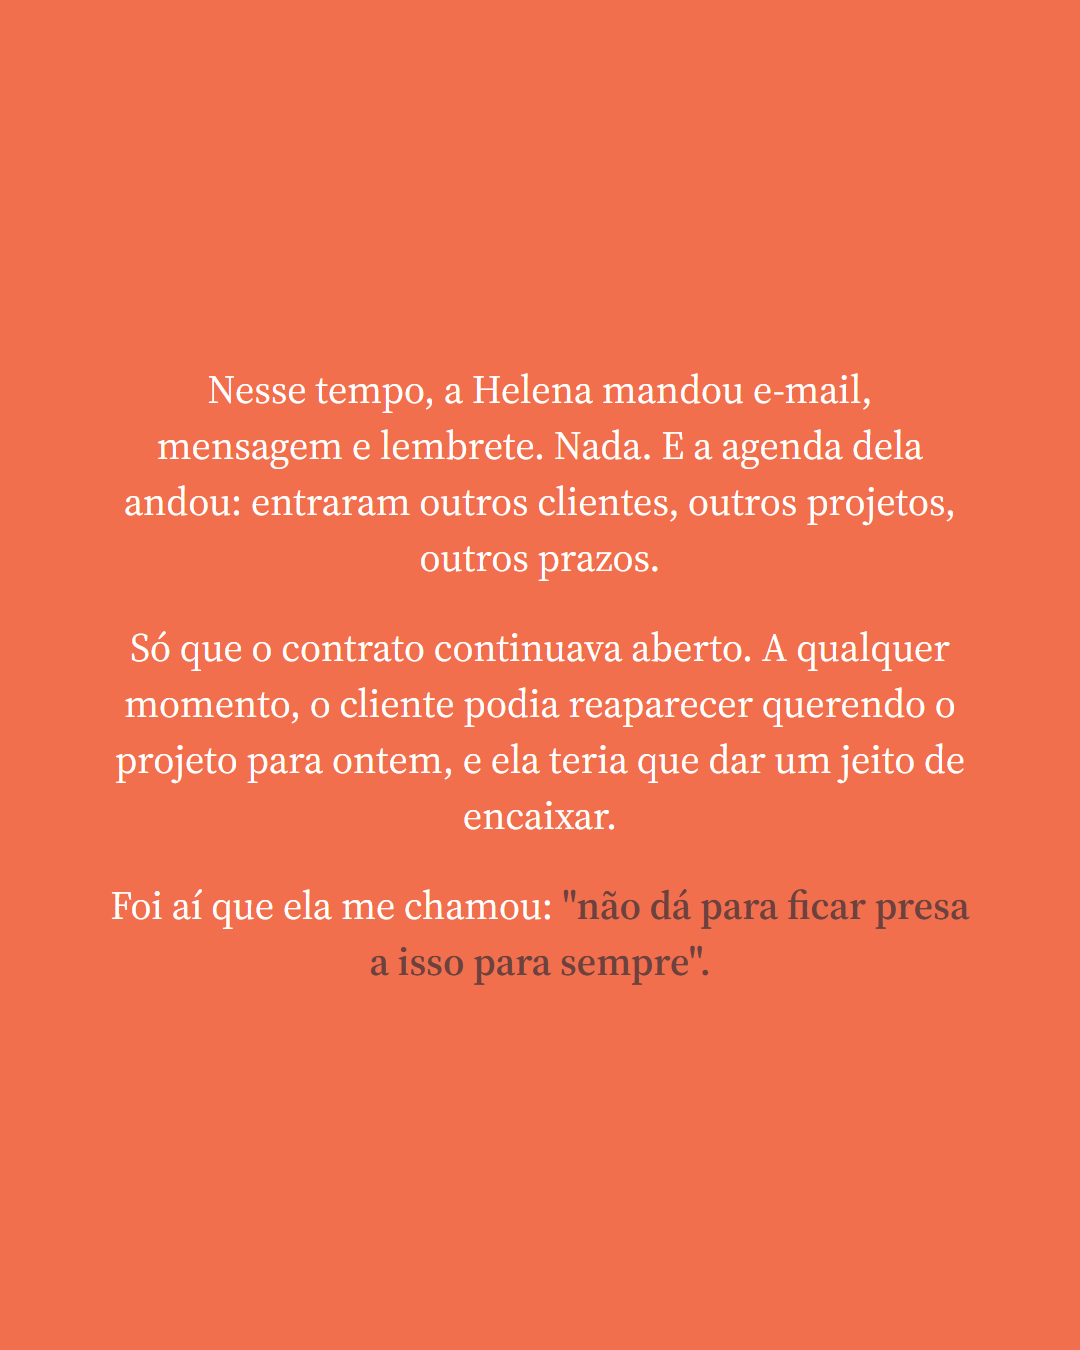 Nesse tempo, a Helena mandou e-mail,
mensagem e lembrete. Nada. E a agenda dela
andou: entraram outros clientes, outros projetos,
outros prazos.
Só que o contrato continuava aberto. A qualquer
momento, o cliente podia reaparecer querendo o
projeto para ontem, e ela teria que dar um jeito de
encaixar.
Foi aí que ela me chamou: "não dá para ficar presa
a isso para sempre".